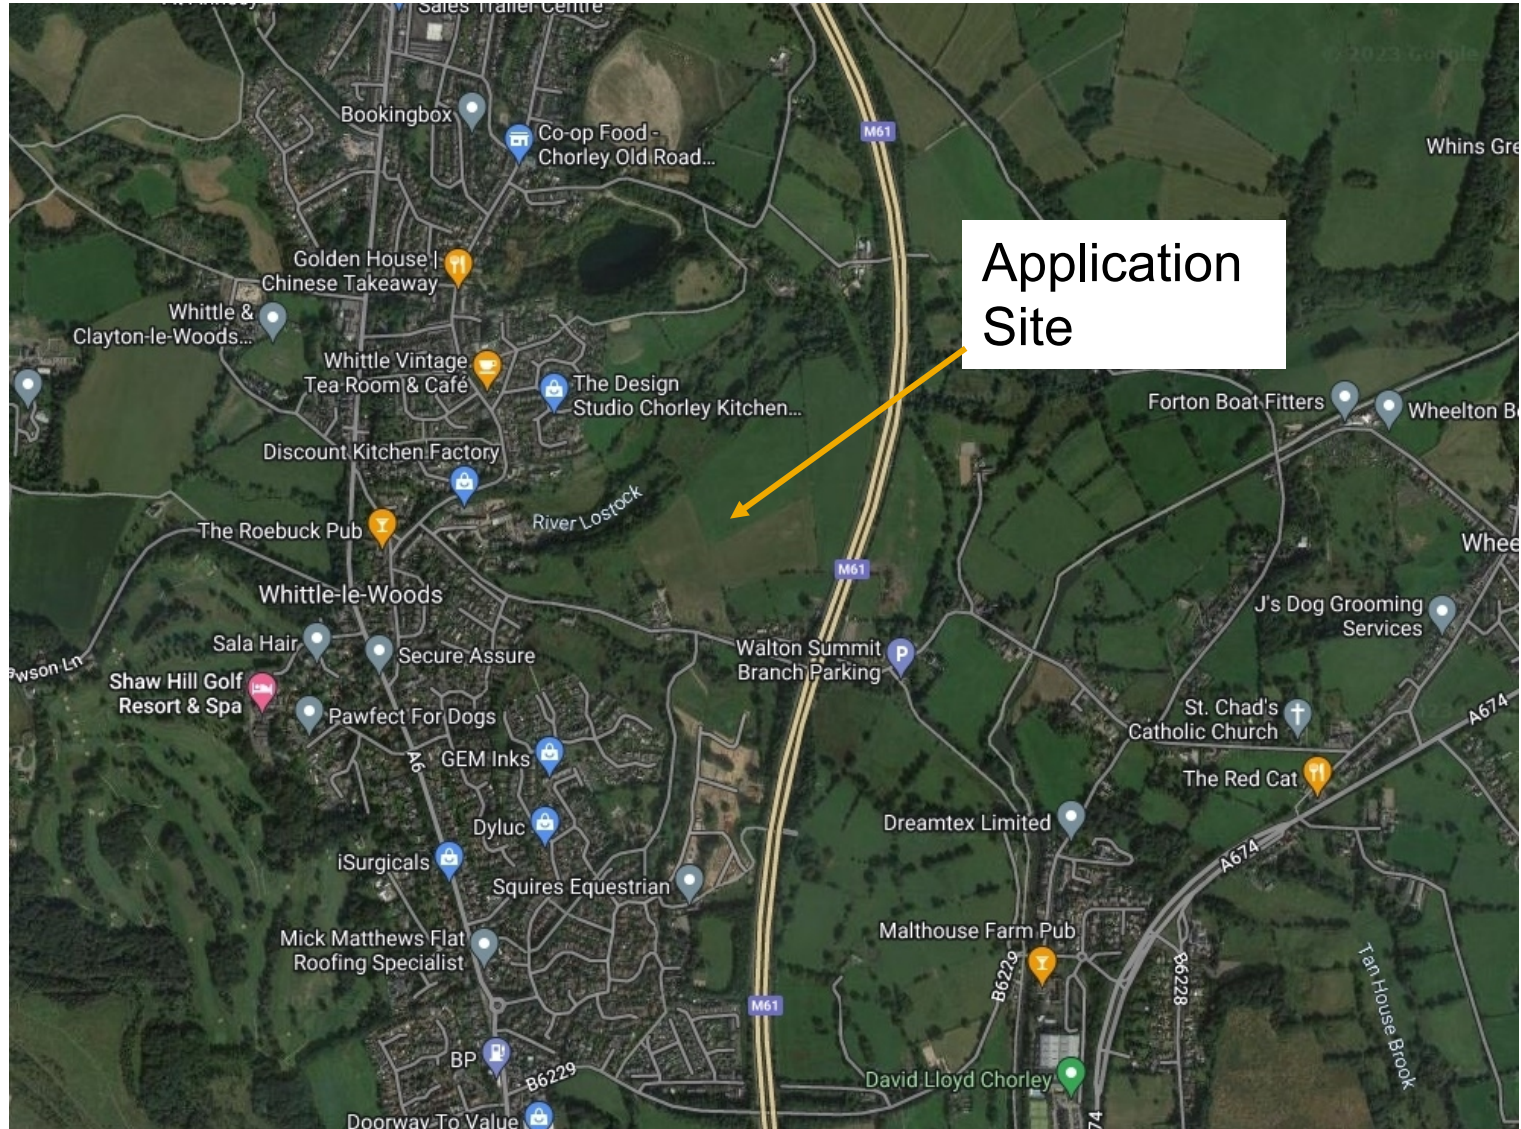 Sales Trailer Centre
© 2023 Google
Bookingbox
M61
Co-op Food -
Chorley Old Road...
Whins Gre
Application
Site
Golden House |
Chinese Takeaway
Whittle &
Clayton-le-Woods...
Whittle Vintage
Tea Room & Café
The Design
Studio Chorley Kitchen...
Forton Boat Fitters
Wheelton B
Discount Kitchen Factory
River Lostock
The Roebuck Pub
Whee
M61
Whittle-le-Woods
J's Dog Grooming
Services
Sala Hair
Secure Assure
Walton Summit
Branch Parking
P
wson Ln
Shaw Hill Golf
Resort & Spa
Pawfect For Dogs
St. Chad's
Catholic Church
A674
A6
GEM Inks
The Red Cat
Dyluc
Dreamtex Limited
iSurgicals
A674
Squires Equestrian
Mick Matthews Flat
Roofing Specialist
Malthouse Farm Pub
B6229
B6228
Tan House Brook
M61
BP
B6229
David Lloyd Chorley
Doorway To Value
74